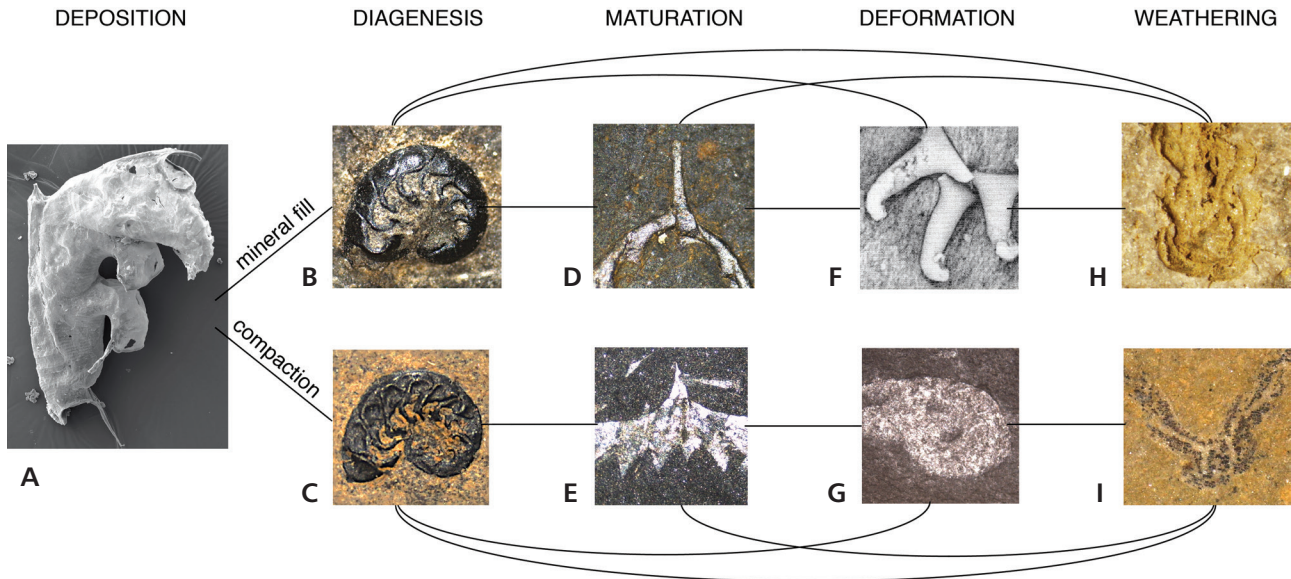 DEPOSITION DIAGENESIS MATURATION DEFORMATION WEATHERING
mineral fill
compaction
A
B
D
F
H
C
E
G
I